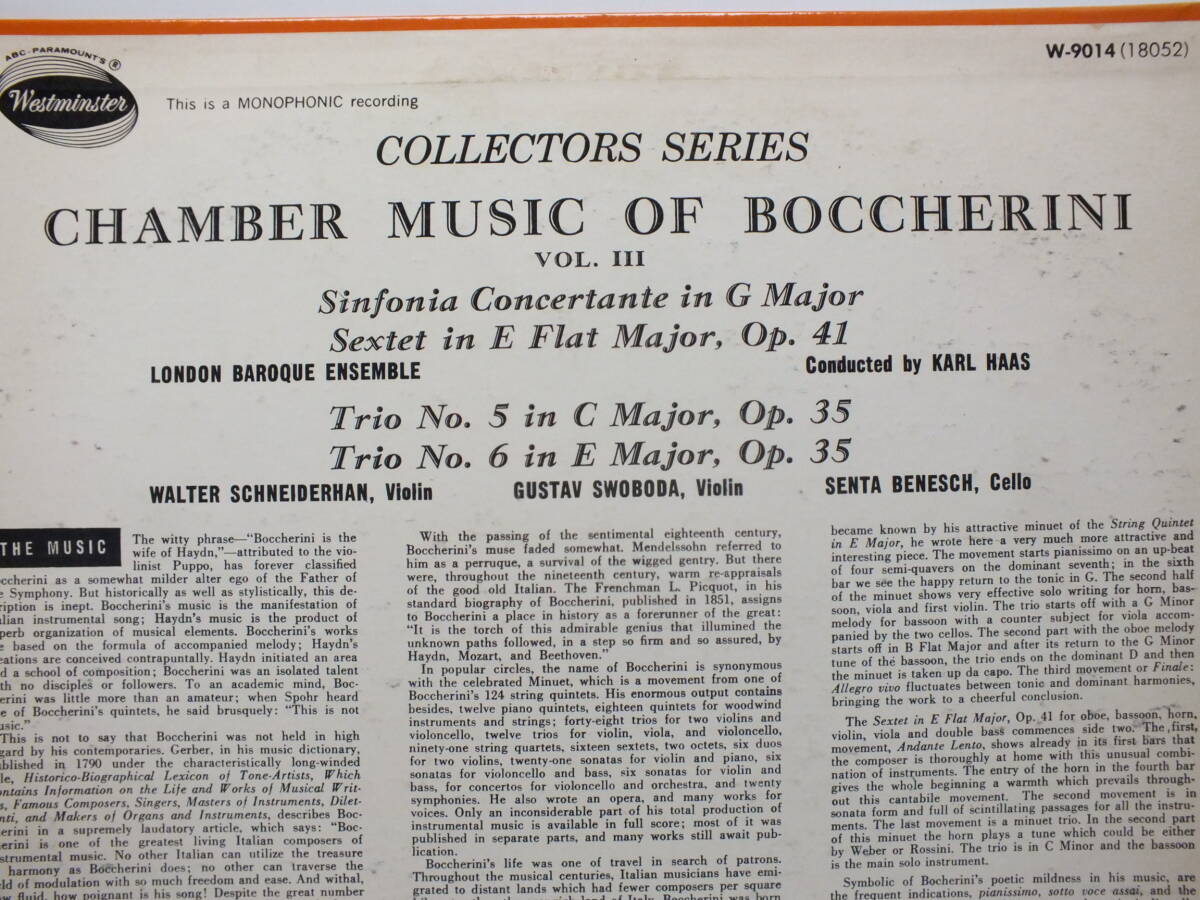 ABC-PARAMOUNT'S ®
Westminster
This is a MONOPHONIC recording
W-9014 (18052)
COLLECTORS SERIES
CHAMBER MUSIC OF BOCCHERINI
VOL. III
Sinfonia Concertante in G Major
Sextet in E Flat Major, Op. 41
LONDON BAROQUE ENSEMBLE
Conducted by KARL HAAS
Trio No. 5 in C Major, Op. 35
Trio No. 6 in E Major, Op. 35
WALTER SCHNEIDERHAN, Violin
GUSTAV SWOBODA, Violin
SENTA BENESCH, Cello
THE MUSIC
The witty phrase—"Boccherini is the
wife of Haydn,"—attributed to the vio-
linist Puppo, has forever classified
ccherini as a somewhat milder alter ego of the Father of
e Symphony. But historically as well as stylistically, this de-
ription is inept. Boccherini's music is the manifestation of
lian instrumental song; Haydn's music is the product of
perb organization of musical elements. Boccherini's works
e based on the formula of accompanied melody; Haydn's
eations are conceived contrapuntally. Haydn initiated an area
d a school of composition; Boccherini was an isolated talent
th no disciples or followers. To an academic mind, Boc-
erini was little more than an amateur; when Spohr heard
e of Boccherini's quintets, he said brusquely: "This is not
usic."
This is not to say that Boccherini was not held in high
gard by his contemporaries. Gerber, in his music dictionary,
ublished in 1790 under the characteristically long-winded
le, Historico-Biographical Lexicon of Tone-Artists, Which
ontains Information on the Life and Works of Musical Writ-
s, Famous Composers, Singers, Masters of Instruments, Dilet-
nti, and Makers of Organs and Instruments, describes Boc-
erini in a supremely laudatory article, which says: "Boc-
erini is one of the greatest living Italian composers of
strumental music. No other Italian can utilize the treasure
harmony as Boccherini does; no other can traverse the
ld of modulation with so much freedom and ease. And withal,
w fluid, how poignant is his song! Despite the great number
With the passing of the sentimental eighteenth century,
Boccherini's muse faded somewhat. Mendelssohn referred to
him as a perruque, a survival of the wigged gentry. But there
were, throughout the nineteenth century, warm re-appraisals
of the good old Italian. The Frenchman L. Picquot, in his
standard biography of Boccherini, published in 1851, assigns
to Boccherini a place in history as a forerunner of the great:
"It is the torch of this admirable genius that illumined the
unknown paths followed, in a step so firm and so assured, by
Haydn, Mozart, and Beethoven."
In popular circles, the name of Boccherini is synonymous
with the celebrated Minuet, which is a movement from one of
Boccherini's 124 string quintets. His enormous output contains
besides, twelve piano quintets, eighteen quintets for woodwind
instruments and strings; forty-eight trios for two violins and
violoncello, twelve trios for violin, viola, and violoncello,
ninety-one string quartets, sixteen sextets, two octets, six duos
for two violins, twenty-one sonatas for violin and piano, six
sonatas for violoncello and bass, six sonatas for violin and
bass, for certos for violoncello and orchestra, and twenty
symphonies. He also wrote an opera, and many works for
voices. Only an inconsiderable part of his total production of
instrumental music is available in full score; most of it was
published in separate parts, and many works still await pub-
lication.
Boccherini's life was one of travel in search of patrons.
Throughout the musical centuries, Italian musicians have emi-
grated to distant lands which had fewer composers per square
became known by his attractive minuet of the String Quintet
in E Major, he wrote here a very much more attractive and
interesting piece. The movement starts pianissimo on an up-beat
of four semi-quavers on the dominant seventh; in the sixth
bar we see the happy return to the tonic in G. The second half
of the minuet shows very effective solo writing for horn, bas-
soon, viola and first violin. The trio starts off with a G Minor
melody for bassoon with a counter subject for viola accom-
panied by the two cellos. The second part with the oboe melody
starts off in B Flat Major and after its return to the G Minor
tune of the bassoon, the trio ends on the dominant D and then
the minuet is taken up da capo. The third movement or Finale:
Allegro vivo fluctuates between tonic and dominant harmonies,
bringing the work to a cheerful conclusion.
The Sextet in E Flat Major, Op. 41 for oboe, bassoon, horn,
violin, viola and double bass commences side two. The first,
movement, Andante Lento, shows already in its first bars that
the composer is thoroughly at home with this unusual combi-
nation of instruments. The entry of the horn in the fourth bar
gives the whole beginning a warmth which prevails through-
out this cantabile movement. The second movement is in
sonata form and full of scintillating passages for all the instru-
ments. The last movement is a minuet trio. In the second part
of this minuet the horn plays a tune which could be either
by Weber or Rossini. The trio is in C Minor and the bassoon
is the main solo instrument.
Symbolic of Bocherini's poetic mildness in his music, are
the frequent indications, pianissimo, sotto voce assai, and the